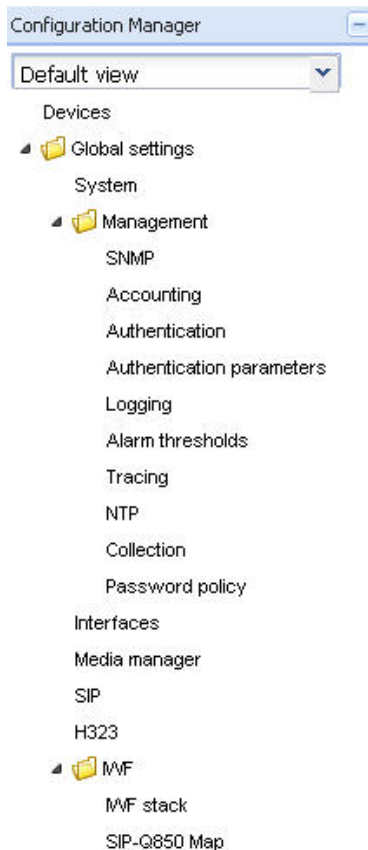 Configuration Manager
Default view
Devices
Global settings
System
Management
SNMP
Accounting
Authentication
Authentication parameters
Logging
Alarm thresholds
Tracing
NTP
Collection
Password policy
Interfaces
Media manager
SIP
H323
IWF
IWF stack
SIP-Q850 Map